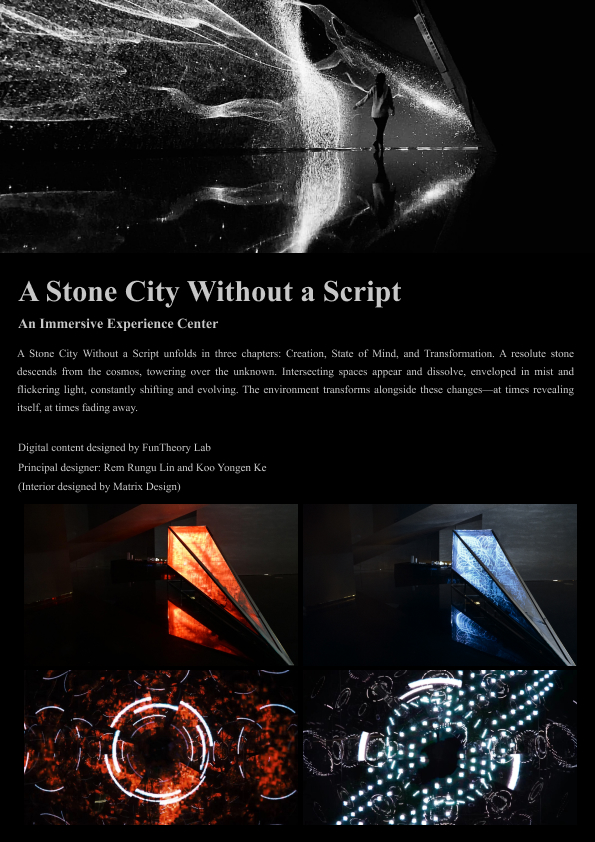 A Stone City Without a Script
An Immersive Experience Center
A Stone City Without a Script unfolds in three chapters: Creation, State of Mind, and Transformation. A resolute stone
descends from the cosmos, towering over the unknown. Intersecting spaces appear and dissolve, enveloped in mist and
flickering light, constantly shifting and evolving. The environment transforms alongside these changes—at times revealing
itself, at times fading away.
Digital content designed by FunTheory Lab
Principal designer: Rem Rungu Lin and Koo Yongen Ke
(Interior designed by Matrix Design)